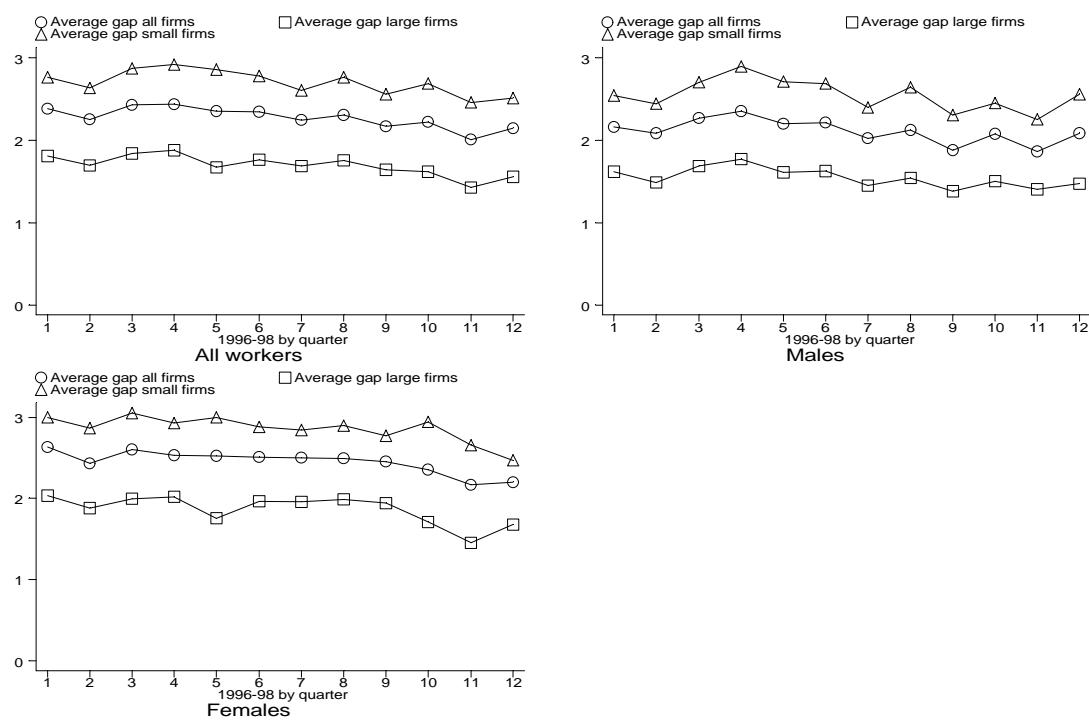 Average gap all firms Average gap large firms
Average gap small firms
3
2
1
0
1 2 3 4 5 6 7 8 9 10 11 12
1996-98 by quarter
All workers
Average gap all firms Average gap large firms
Average gap small firms
3
2
1
0
1 2 3 4 5 6 7 8 9 10 11 12
1996-98 by quarter
Males
Average gap all firms Average gap large firms
Average gap small firms
3
2
1
0
1 2 3 4 5 6 7 8 9 10 11 12
1996-98 by quarter
Females